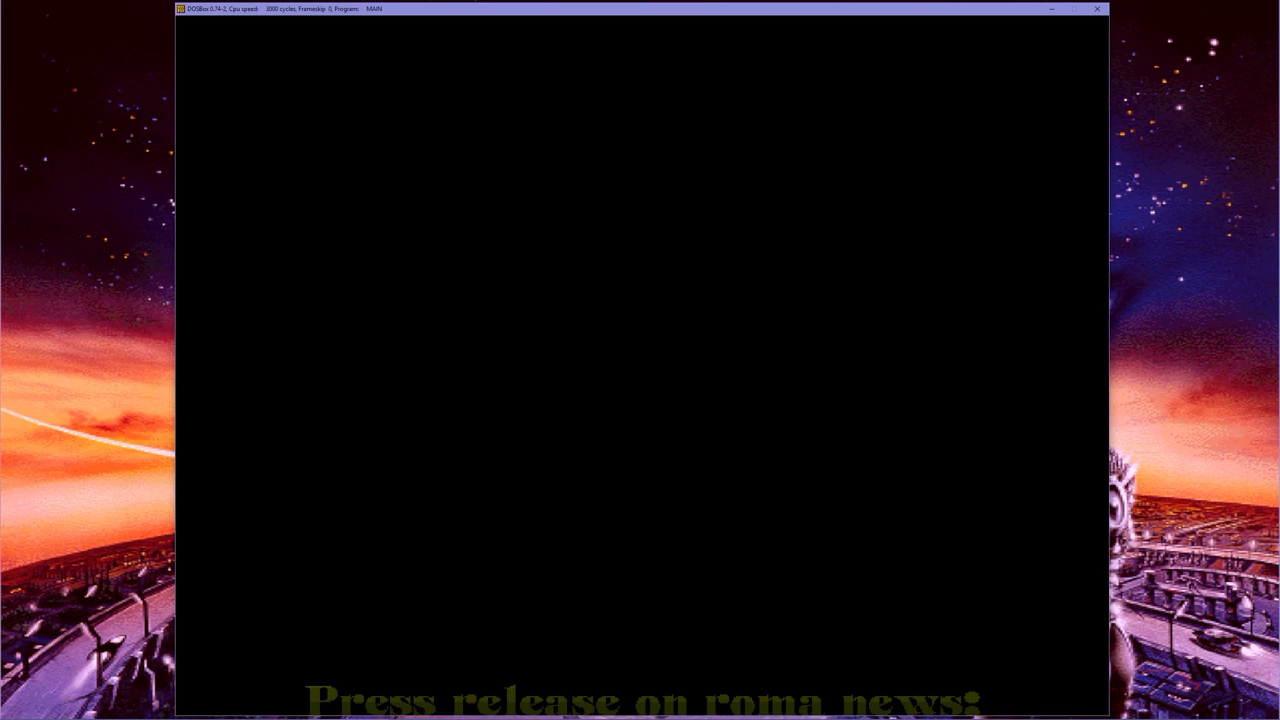 DOSBox 0.74-2, Cpu speed: 3000 cycles, Frameskip 0, Program: MAIN
Press release on roma news: